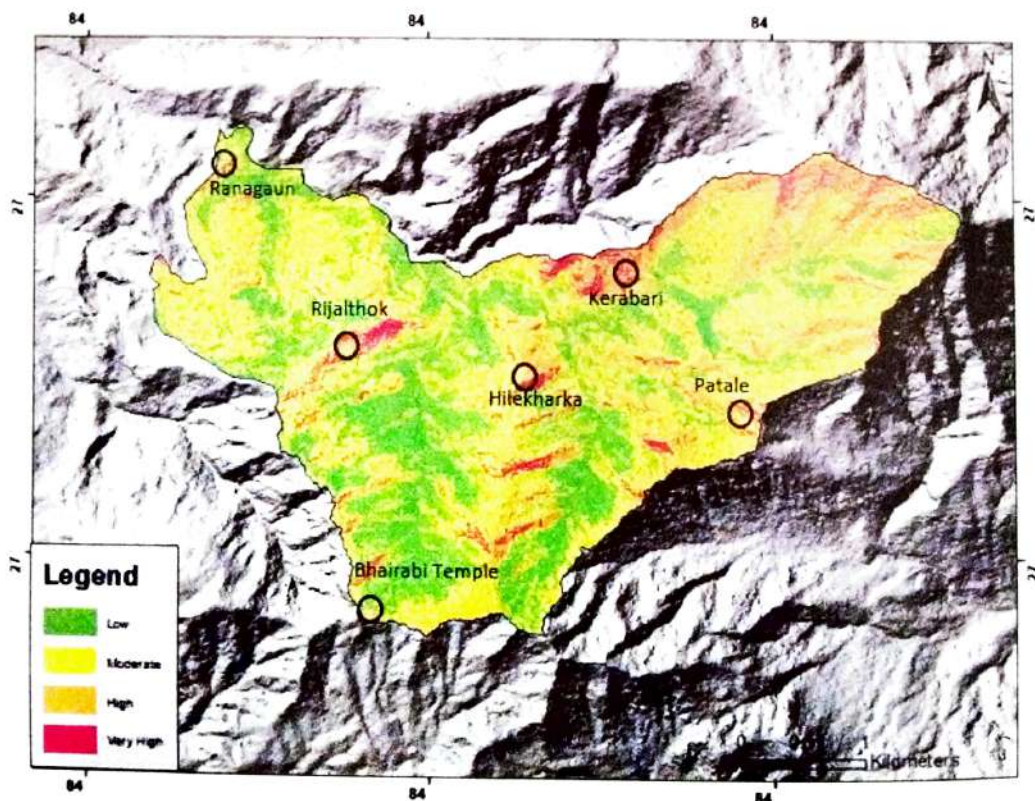 84
84
84
N
27
27
Ranagaun
Kerabari
Rijalthok
Hilekharka
Patale
27
27
Bhairabi Temple
Legend
Low
Moderate
High
Very High
Kilometers
84
84
84